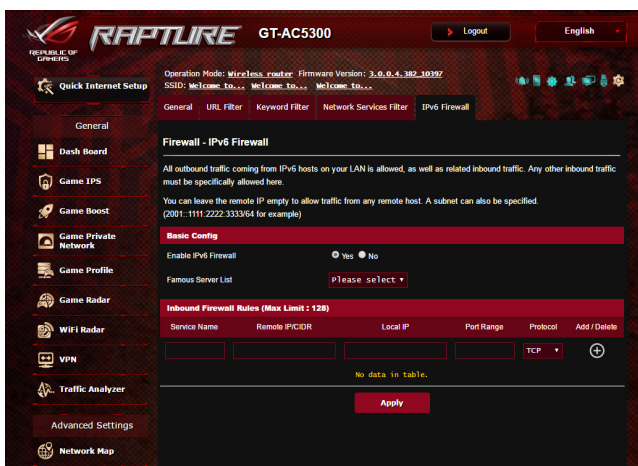 REPUBLIC OF
GAMERS
RAPTURE
GT-AC5300
Logout
English
Quick Internet Setup
General
Dash Board
Game IPS
Game Boost
Game Private
Network
Game Profile
Game Radar
WiFi Radar
VPN
Traffic Analyzer
Advanced Settings
Network Map
Operation Mode: Wireless router Firmware Version: 3.0.0.4.382_10397
SSID: Welcome to... Welcome to... Welcome to...
General URL Filter Keyword Filter Network Services Filter IPv6 Firewall
Firewall - IPv6 Firewall
All outbound traffic coming from IPv6 hosts on your LAN is allowed, as well as related inbound traffic. Any other inbound traffic
must be specifically allowed here.
You can leave the remote IP empty to allow traffic from any remote host. A subnet can also be specified.
(2001::1111:2222:3333/64 for example)
Basic Config
Enable IPv6 Firewall Yes No
Famous Server List Please select
Inbound Firewall Rules (Max Limit : 128)
Service Name Remote IP/CIDR Local IP Port Range Protocol Add / Delete
TCP
No data in table.
Apply